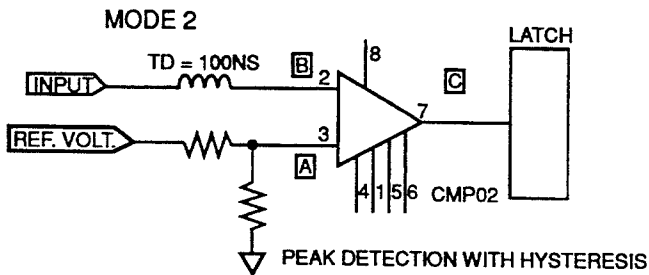 MODE 2
LATCH
TD = 100NS
B
8
C
INPUT
2
7
REF. VOLT.
3
A
4 1 5 6
CMP02
PEAK DETECTION WITH HYSTERESIS